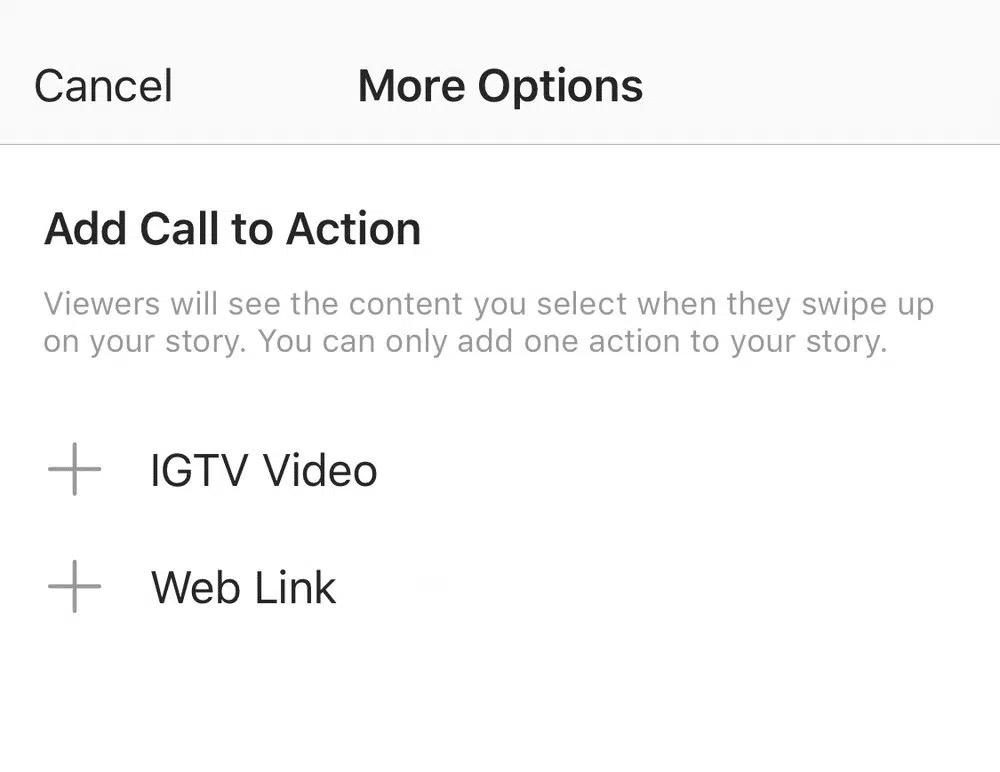 Cancel More Options
Add Call to Action
Viewers will see the content you select when they swipe up
on your story. You can only add one action to your story.
IGTV Video
Web Link